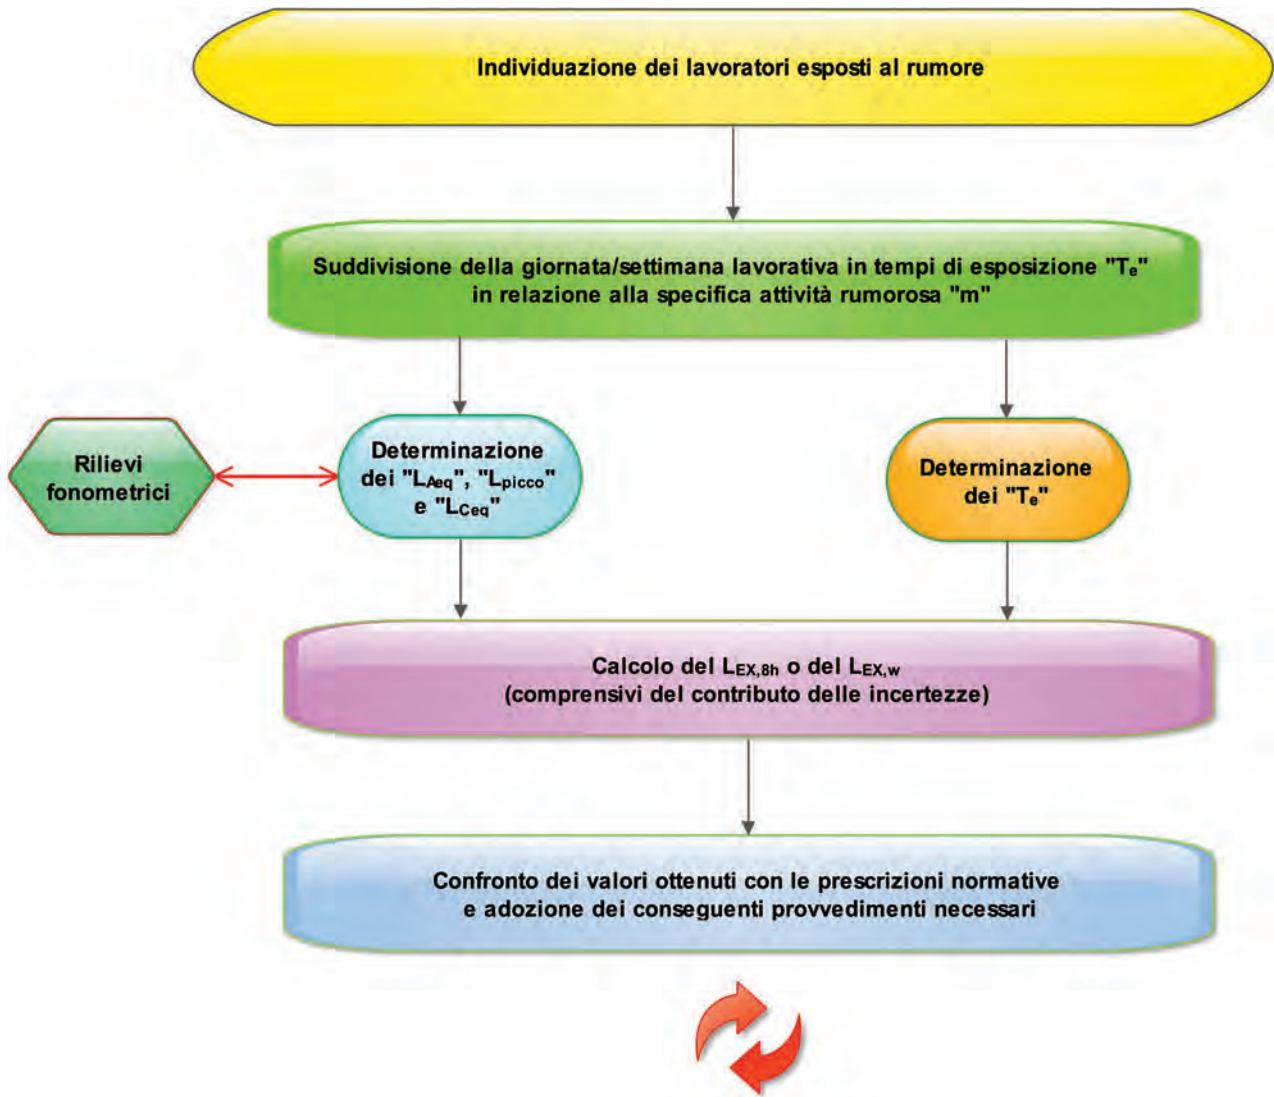 Individuazione dei lavoratori esposti al rumore
Suddivisione della giornata/settimana lavorativa in tempi di esposizione "Te"
in relazione alla specifica attività rumorosa "m"
Rilievi
fonometrici
Determinazione
dei "LAeq", "Lpicco"
e "LCeq"
Determinazione
dei "Te"
Calcolo del LEX,8h o del LEX,w
(comprensivi del contributo delle incertezze)
Confronto dei valori ottenuti con le prescrizioni normative
e adozione dei conseguenti provvedimenti necessari